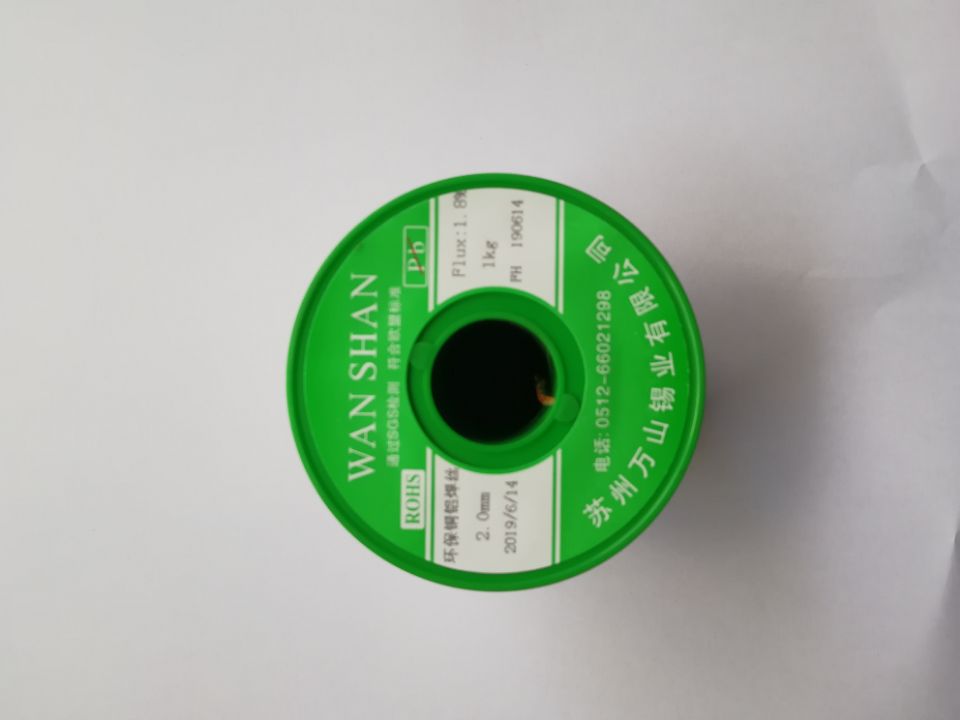 WAN SHAN
通过SGS检测 符合欧盟标准
ROHS
Pb
环保铜铝焊丝
Flux:1.8%
2.0mm
1kg
2019/6/14
PH 190614
电话:0512-66021298
苏州万山锡业有限公司